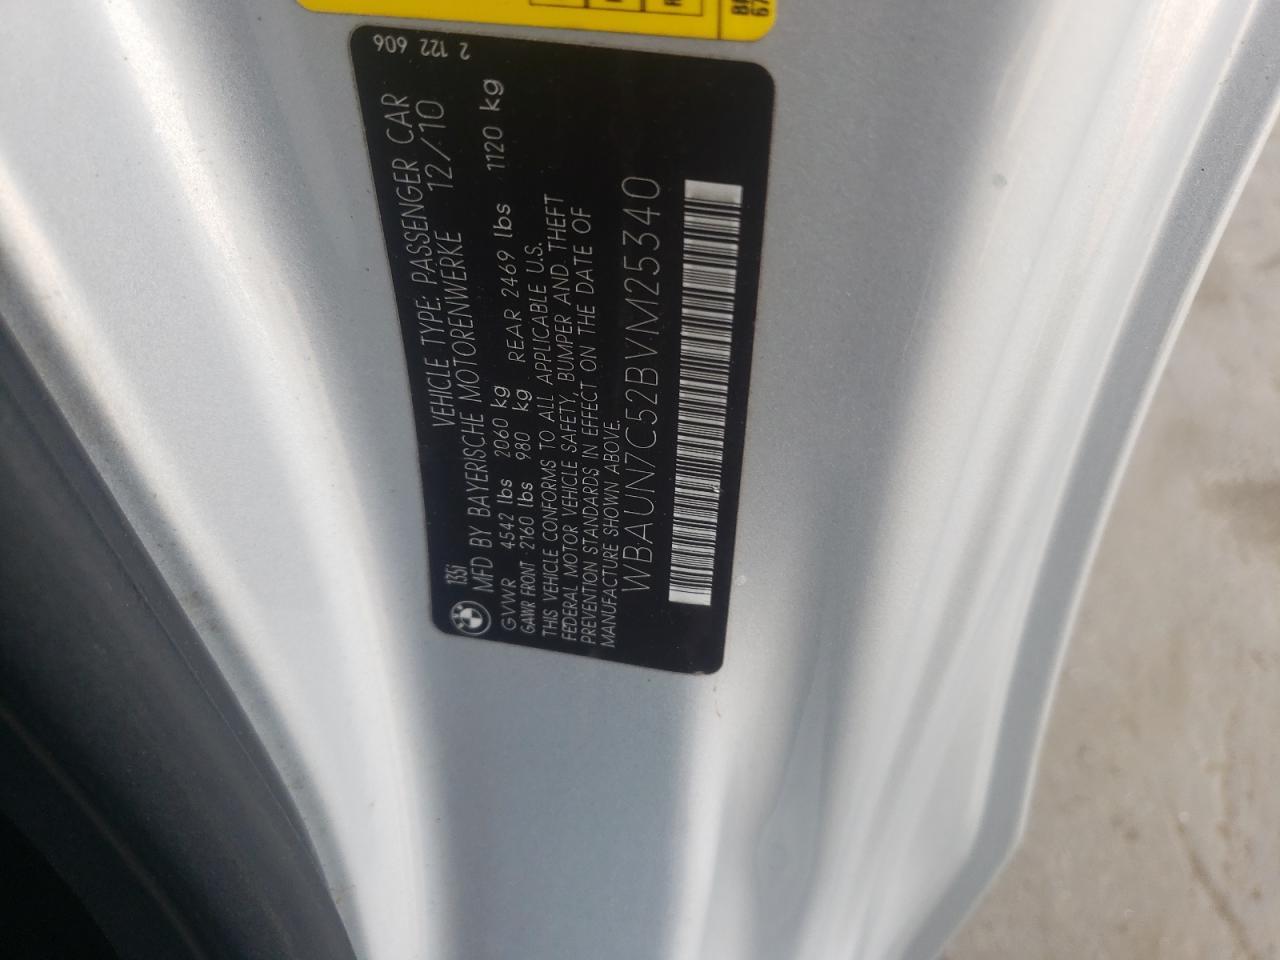 2 122 606
VEHICLE TYPE: PASSENGER CAR
135i
MFD BY BAYERISCHE MOTORENWERKE 12/10
GVWR 4542 lbs 2060 kg
GAWR FRONT 2160 lbs 980 kg REAR 2469 lbs 1120 kg
THIS VEHICLE CONFORMS TO ALL APPLICABLE U.S.
FEDERAL MOTOR VEHICLE SAFETY, BUMPER AND THEFT
PREVENTION STANDARDS IN EFFECT ON THE DATE OF
MANUFACTURE SHOWN ABOVE.
WBAUN7C52BVM25340